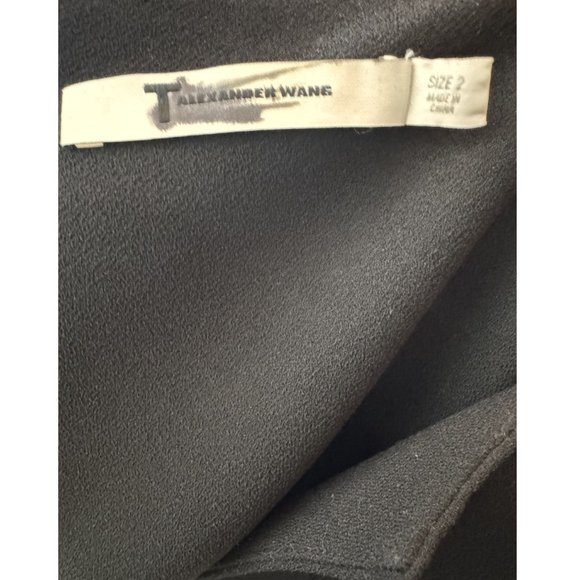 T ALEXANDER WANG
SIZE 2
MADE IN
CHINA